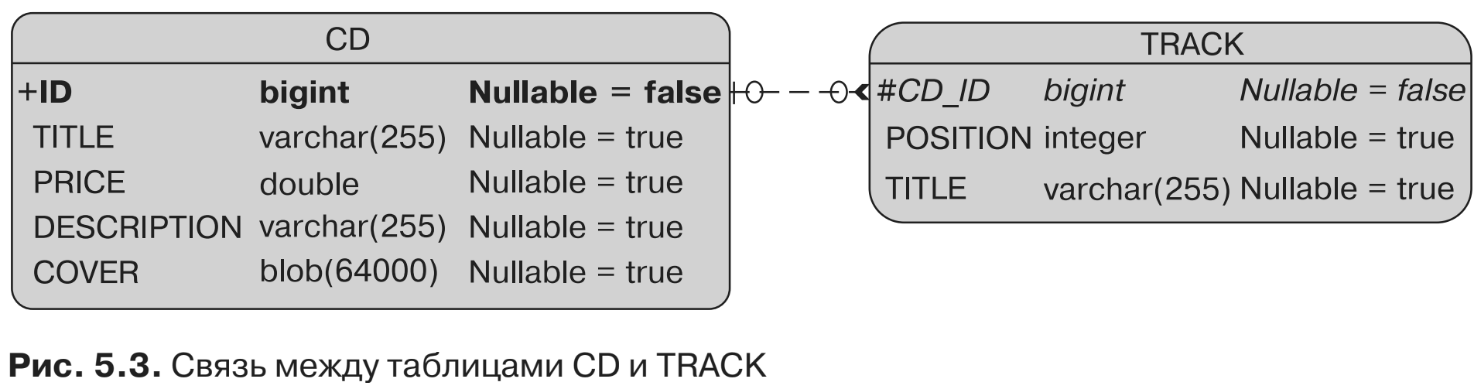 CD
+ID bigint Nullable = false
TITLE varchar(255) Nullable = true
PRICE double Nullable = true
DESCRIPTION varchar(255) Nullable = true
COVER blob(64000) Nullable = true
TRACK
#CD_ID bigint Nullable = false
POSITION integer Nullable = true
TITLE varchar(255) Nullable = true
Рис. 5.3. Связь между таблицами CD и TRACK